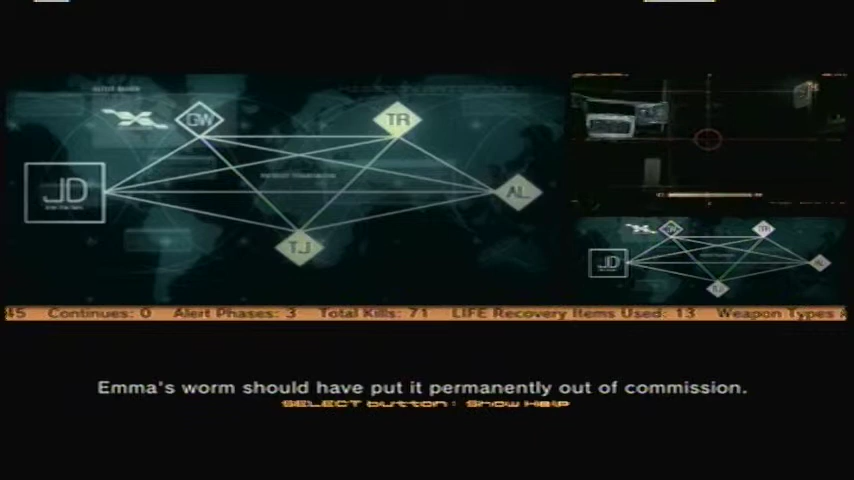 GW
TR
JD
AL
TJ
GW
TR
JD
AL
TJ
45 Continues: 0 Alert Phases: 3 Total Kills: 71 LIFE Recovery Items Used: 13 Weapon Types
Emma's worm should have put it permanently out of commission.
SELECT button : Show Help